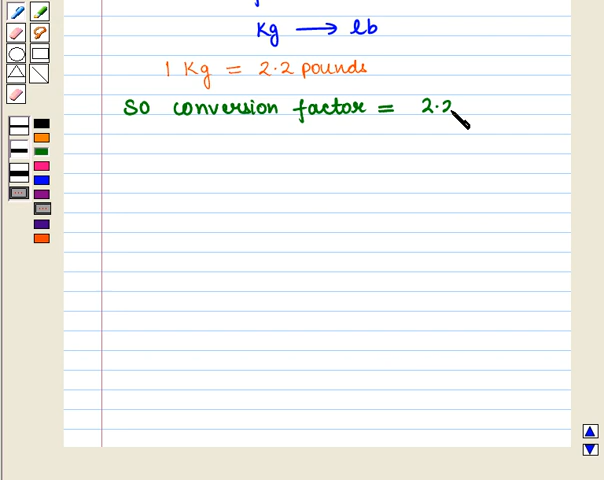 Kg ⟶ lb
1 Kg = 2.2 pounds
So conversion factor = 2.2